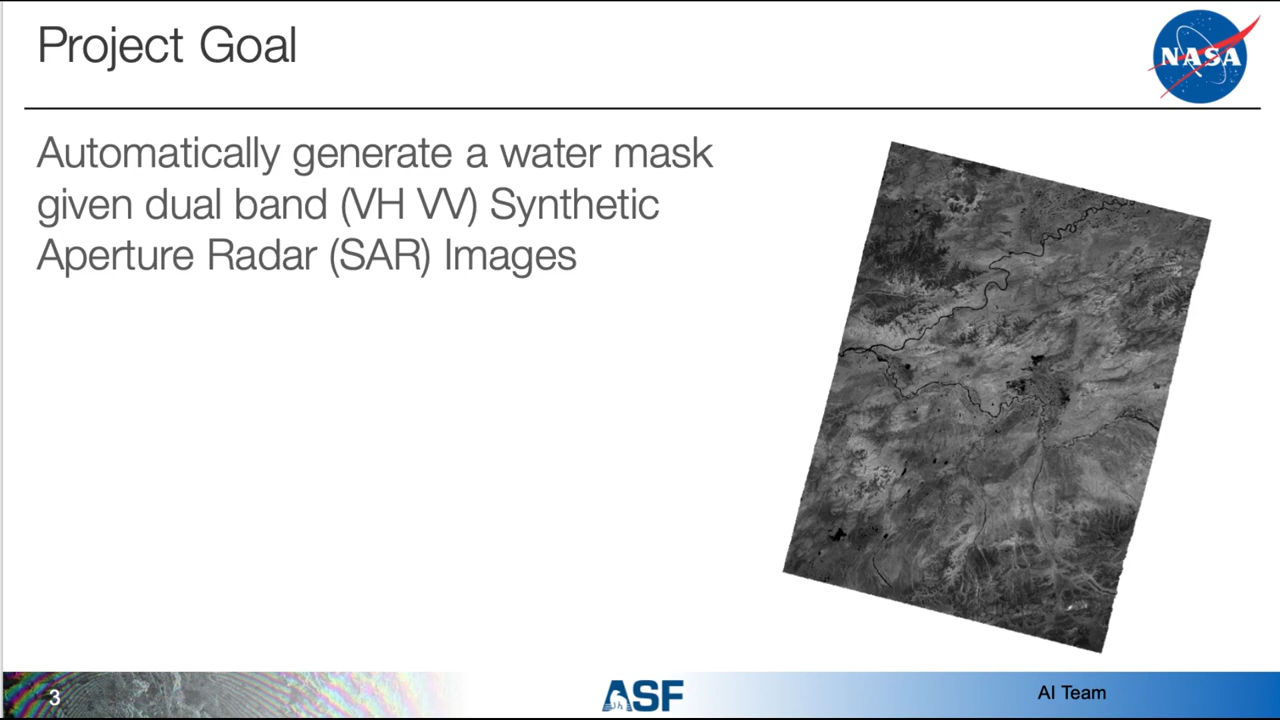 Project Goal
NASA
Automatically generate a water mask
given dual band (VH VV) Synthetic
Aperture Radar (SAR) Images
3
ASF
AI Team